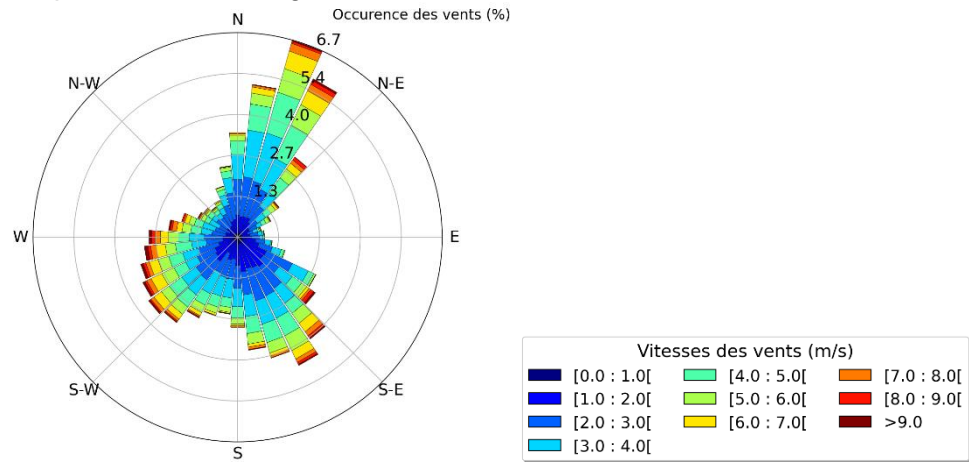 Occurence des vents (%)
N
6.7
N-W
5.4
N-E
4.0
2.7
1.3
W
E
S-W
S-E
S
Vitesses des vents (m/s)
[0.0 : 1.0[
[4.0 : 5.0[
[7.0 : 8.0[
[1.0 : 2.0[
[5.0 : 6.0[
[8.0 : 9.0[
[2.0 : 3.0[
[6.0 : 7.0[
>9.0
[3.0 : 4.0[